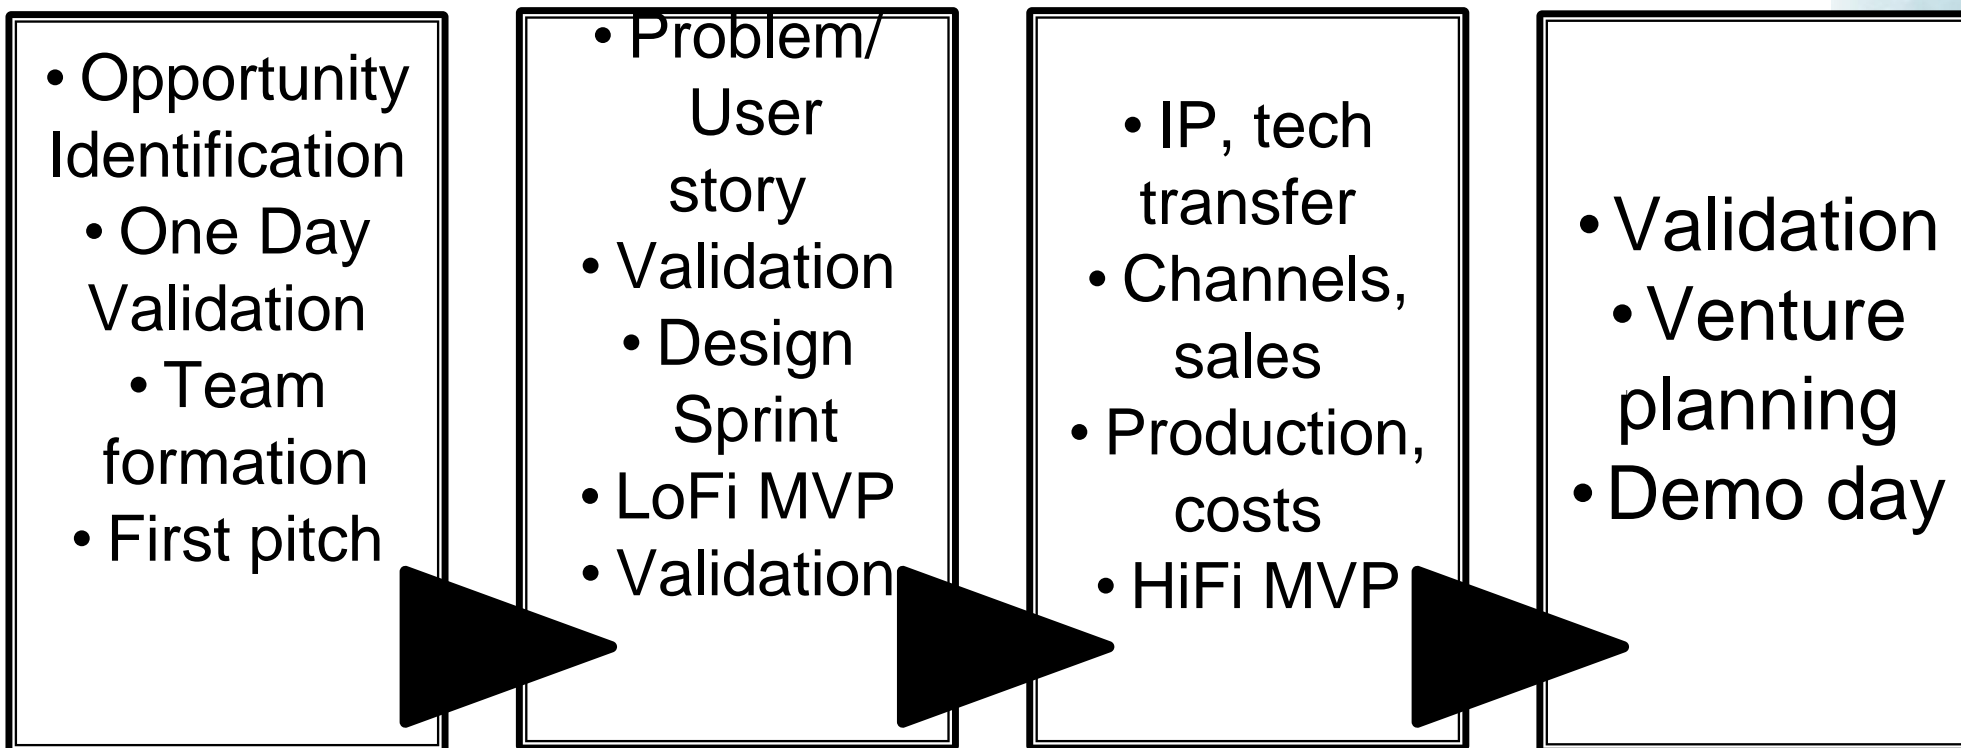 • Opportunity
Identification
• One Day
Validation
• Team
formation
• First pitch
• Problem/
User
story
• Validation
• Design
Sprint
• LoFi MVP
• Validation
• IP, tech
transfer
• Channels,
sales
• Production,
costs
• HiFi MVP
• Validation
• Venture
planning
• Demo day